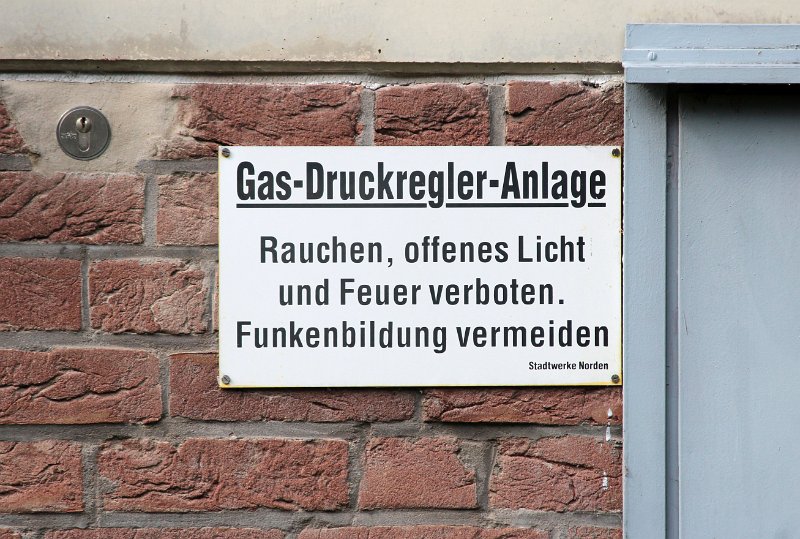 Gas-Druckregler-Anlage
Rauchen, offenes Licht
und Feuer verboten.
Funkenbildung vermeiden
Stadtwerke Norden